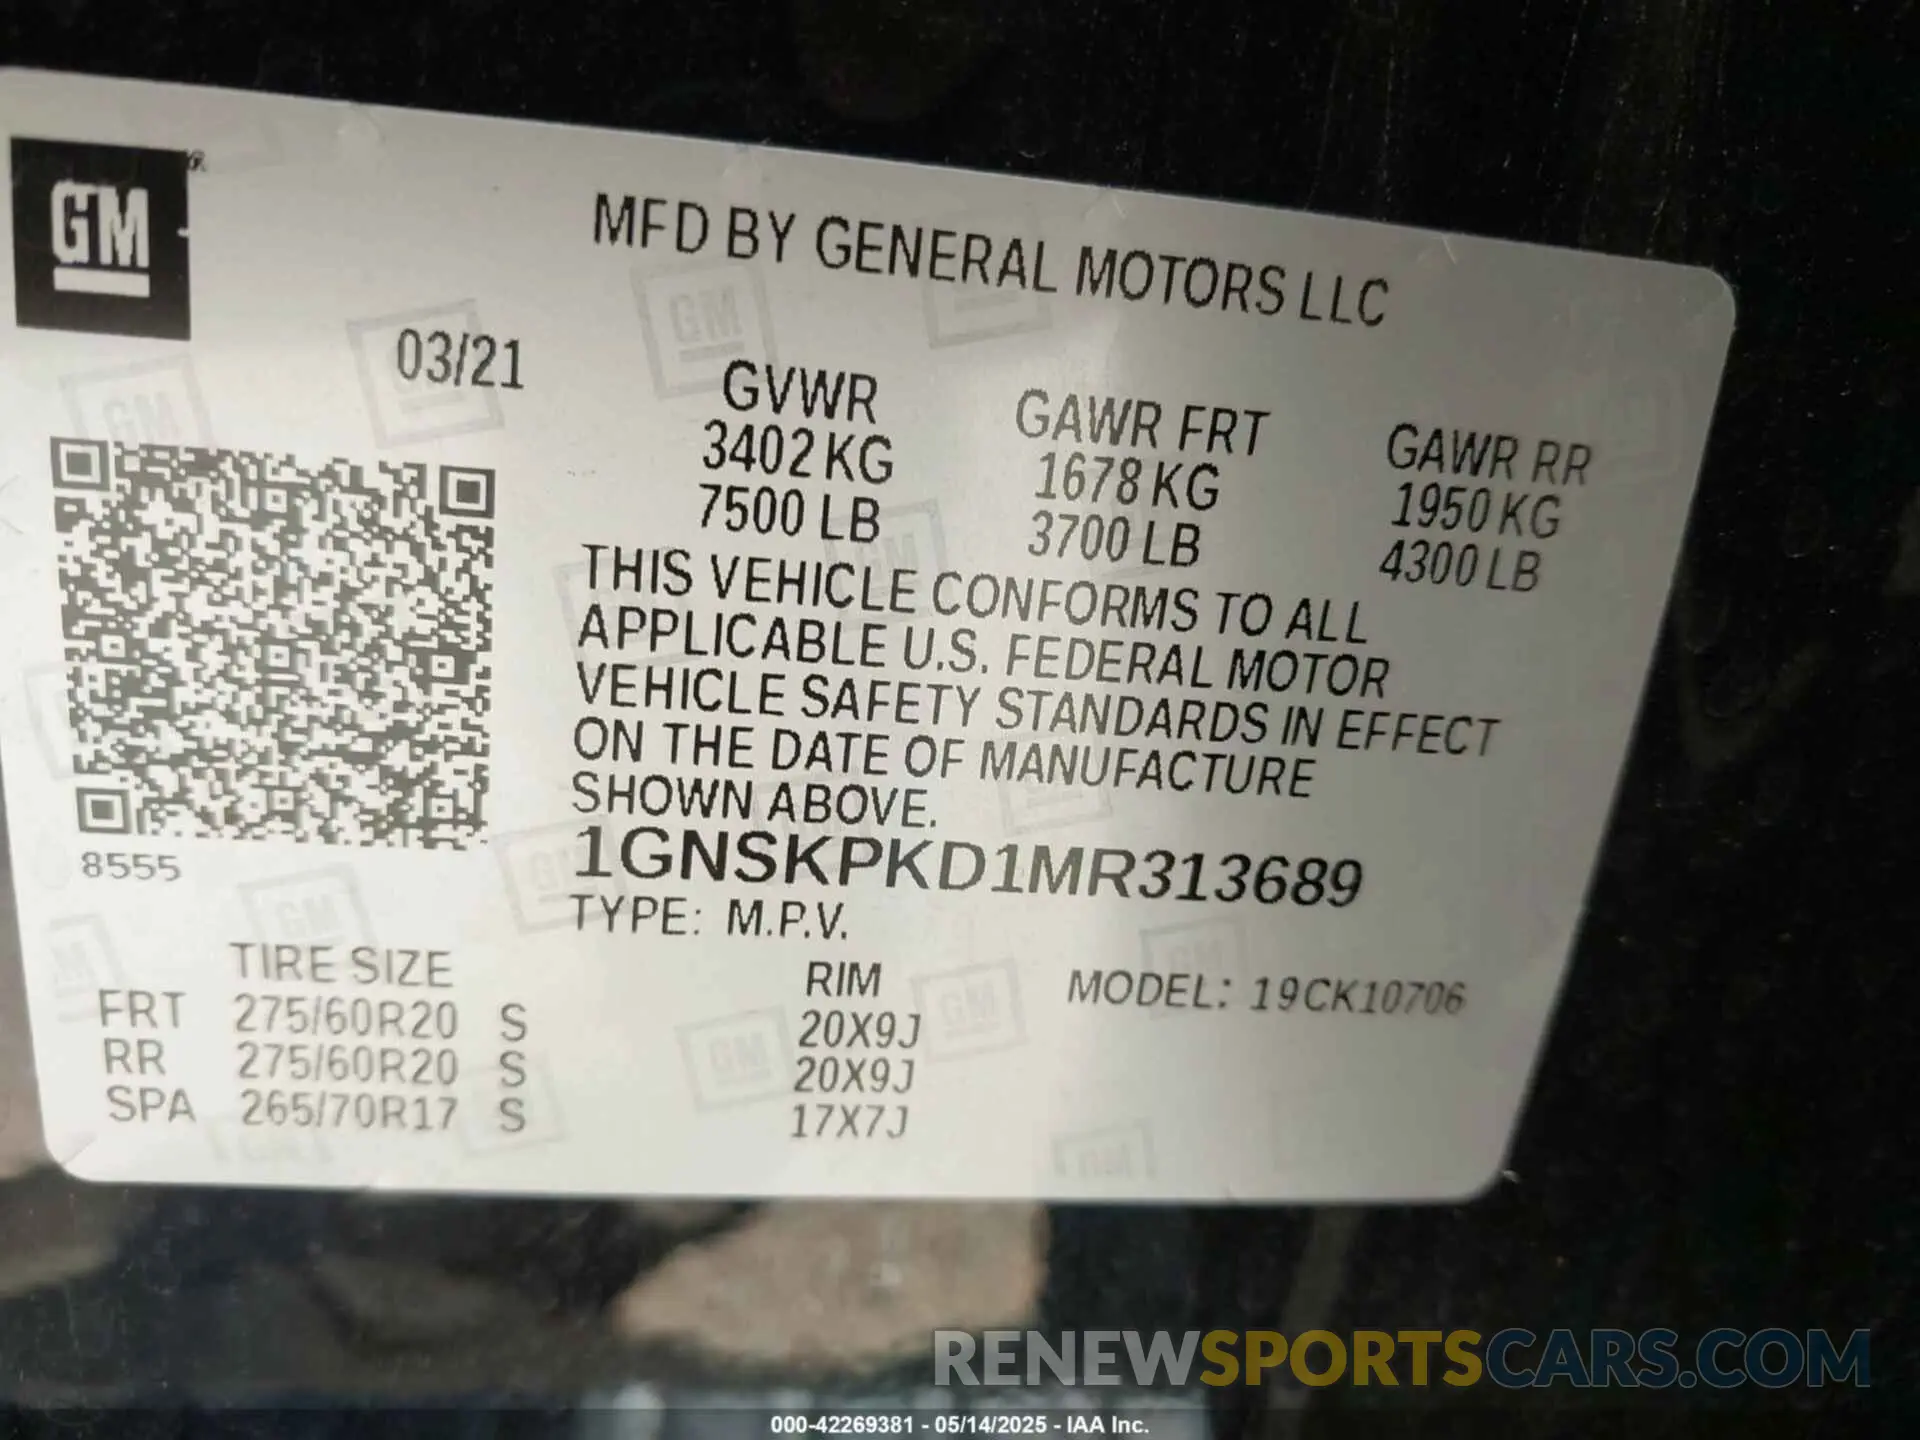 GM®
MFD BY GENERAL MOTORS LLC
03/21
GVWR GAWR FRT GAWR RR
3402 KG 1678 KG 1950 KG
7500 LB 3700 LB 4300 LB
THIS VEHICLE CONFORMS TO ALL
APPLICABLE U.S. FEDERAL MOTOR
VEHICLE SAFETY STANDARDS IN EFFECT
ON THE DATE OF MANUFACTURE
SHOWN ABOVE.
8555
1GNSKPKD1MR313689
TYPE: M.P.V.
TIRE SIZE RIM MODEL: 19CK10706
FRT 275/60R20 S 20X9J
RR 275/60R20 S 20X9J
SPA 265/70R17 S 17X7J
RENEWSPORTSCARS.COM
000-42269381 - 05/14/2025 - IAA Inc.